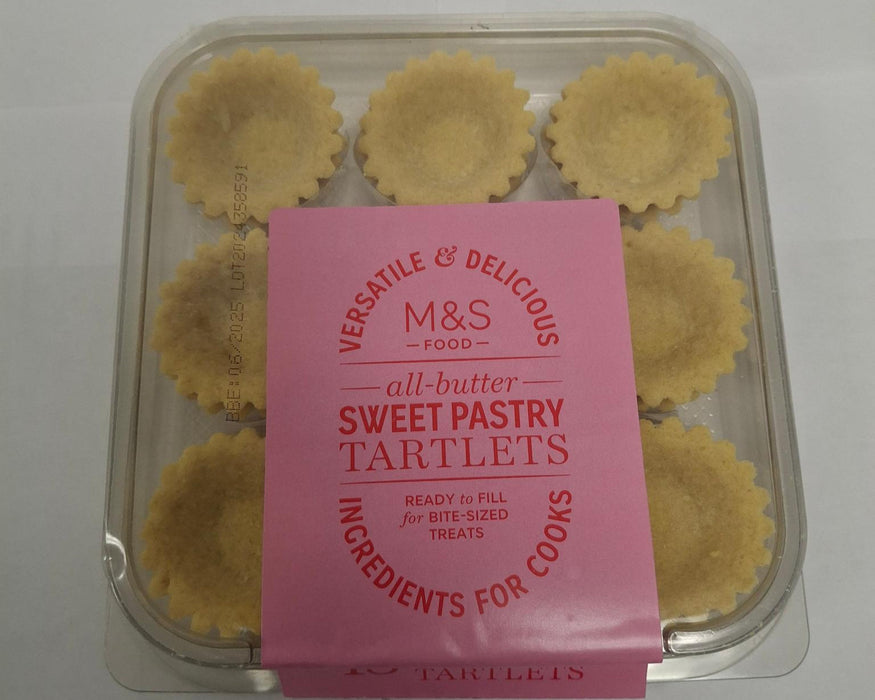 VERSATILE & DELICIOUS
M&S
FOOD
all-butter
SWEET PASTRY
TARTLETS
READY to FILL
for BITE-SIZED
TREATS
INGREDIENTS FOR COOKS
TARTLETS
BBE:06/2025 LOT2024350591